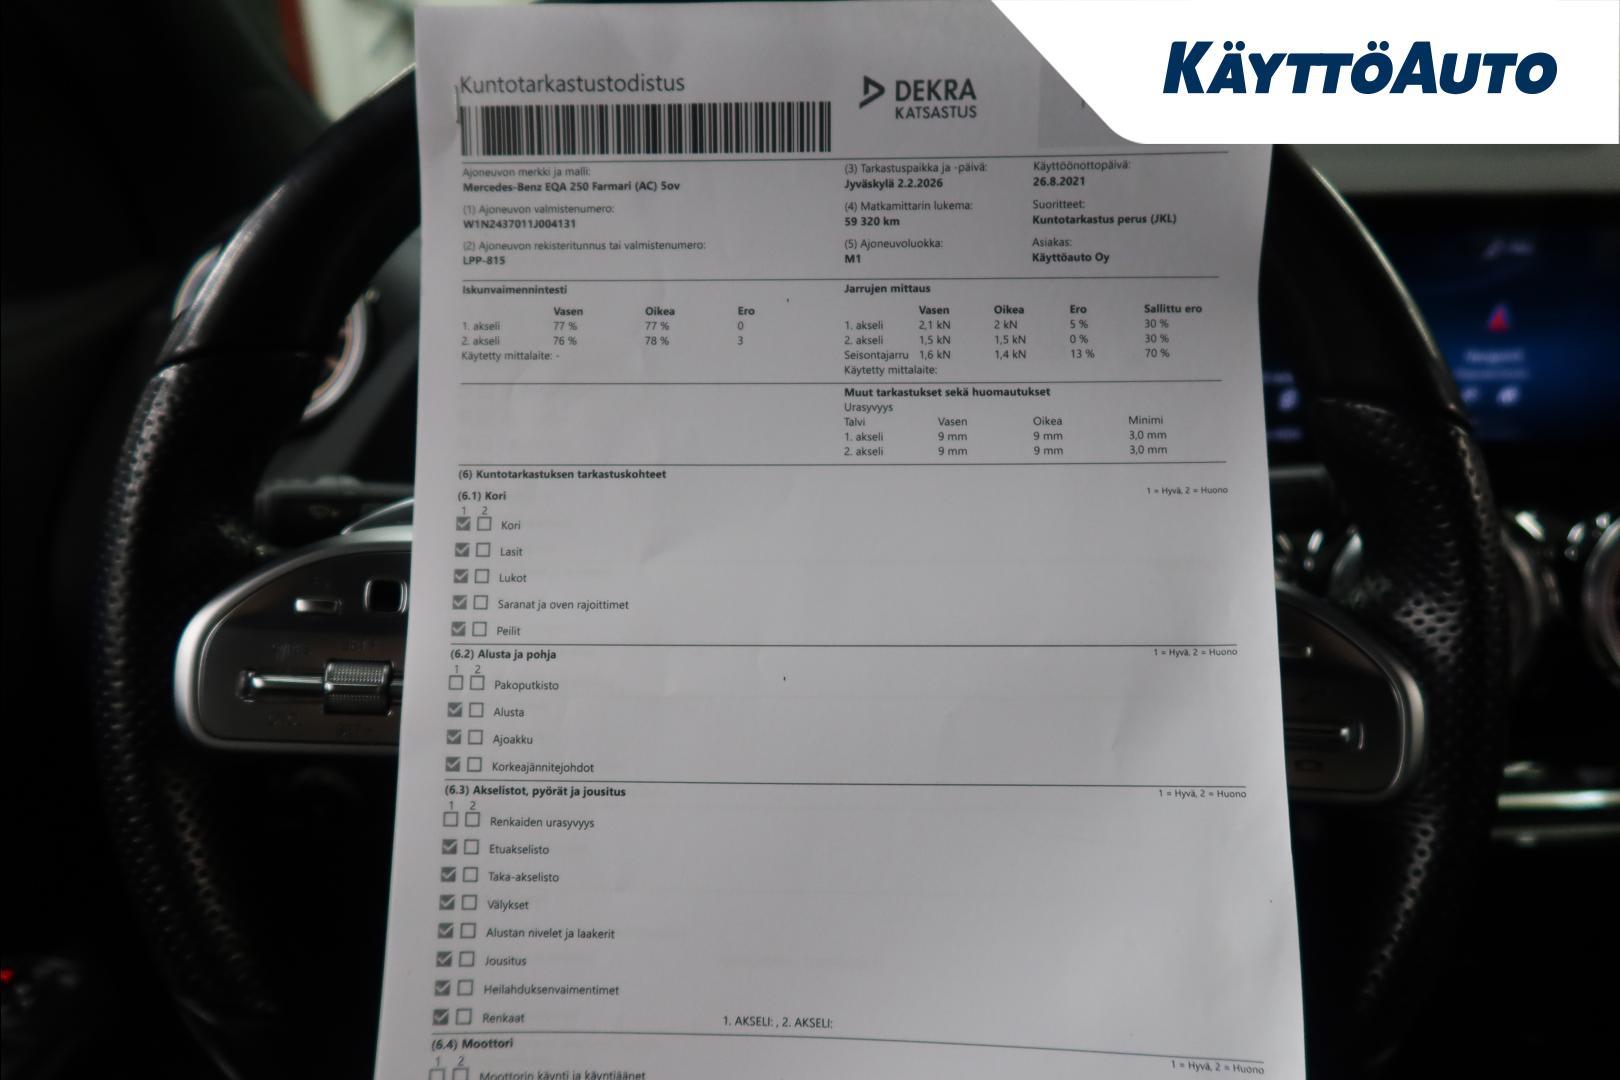 KÄYTTÖAUTO
Kuntotarkastustodistus
DEKRA
KATSASTUS
Ajoneuvon merkki ja malli:
Mercedes-Benz EQA 250 Farmari (AC) 5ov
(3) Tarkastuspaikka ja -päivä:
Jyväskylä 2.2.2026
Käyttöönottopäivä:
26.8.2021
(1) Ajoneuvon valmistenumero:
W1N2437011J004131
(4) Matkamittarin lukema:
59 320 km
Suoritteet:
Kuntotarkastus perus (JKL)
(2) Ajoneuvon rekisteritunnus tai valmistenumero:
LPP-815
(5) Ajoneuvoluokka:
M1
Asiakas:
Käyttöauto Oy
Iskunvaimennintesti
Vasen Oikea Ero
1. akseli 77 % 77 % 0
2. akseli 76 % 78 % 3
Käytetty mittalaite: -
Jarrujen mittaus
Vasen Oikea Ero Sallittu ero
1. akseli 2,1 kN 2 kN 5 % 30 %
2. akseli 1,5 kN 1,5 kN 0 % 30 %
Seisontajarru 1,6 kN 1,4 kN 13 % 70 %
Käytetty mittalaite:
Muut tarkastukset sekä huomautukset
Urasyvyys
Talvi Vasen Oikea Minimi
1. akseli 9 mm 9 mm 3,0 mm
2. akseli 9 mm 9 mm 3,0 mm
(6) Kuntotarkastuksen tarkastuskohteet
(6.1) Kori 1 = Hyvä, 2 = Huono
1 2
Kori
Lasit
Lukot
Saranat ja oven rajoittimet
Peilit
(6.2) Alusta ja pohja 1 = Hyvä, 2 = Huono
1 2
Pakoputkisto
Alusta
Ajoakku
Korkeajännitejohdot
(6.3) Akselistot, pyörät ja jousitus 1 = Hyvä, 2 = Huono
1 2
Renkaiden urasyvyys
Etuakselisto
Taka-akselisto
Välykset
Alustan nivelet ja laakerit
Jousitus
Heilahduksenvaimentimet
Renkaat 1. AKSELI: , 2. AKSELI:
(6.4) Moottori 1 = Hyvä, 2 = Huono
1 2
Moottorin käynti ja käyntiäänet